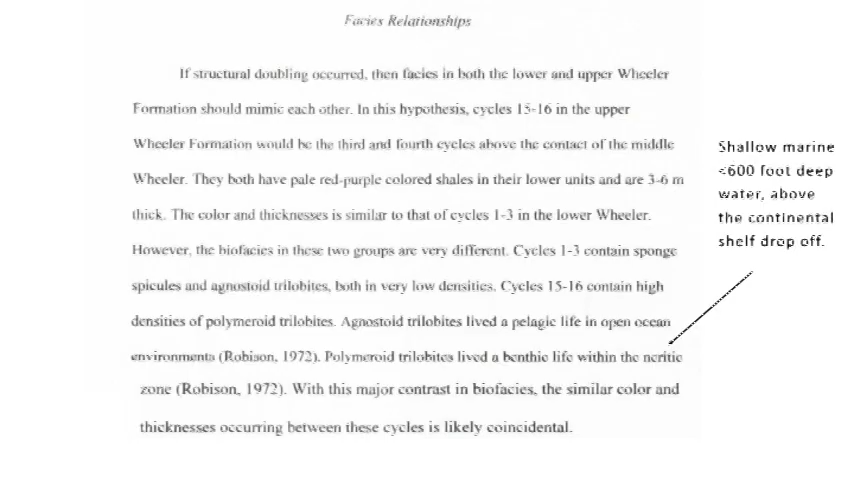 Facies Relationships
If structural doubling occurred, then facies in both the lower and upper Wheeler
Formation should mimic each other. In this hypothesis, cycles 15-16 in the upper
Wheeler Formation would be the third and fourth cycles above the contact of the middle
Wheeler. They both have pale red-purple colored shales in their lower units and are 3-6 m
thick. The color and thicknesses is similar to that of cycles 1-3 in the lower Wheeler.
However, the biofacies in these two groups are very different. Cycles 1-3 contain sponge
spicules and agnostoid trilobites, both in very low densities. Cycles 15-16 contain high
densities of polymeroid trilobites. Agnostoid trilobites lived a pelagic life in open ocean
environments (Robison, 1972). Polymeroid trilobites lived a benthic life within the neritic
zone (Robison, 1972). With this major contrast in biofacies, the similar color and
thicknesses occurring between these cycles is likely coincidental.
Shallow marine
<600 foot deep
water, above
the continental
shelf drop off.